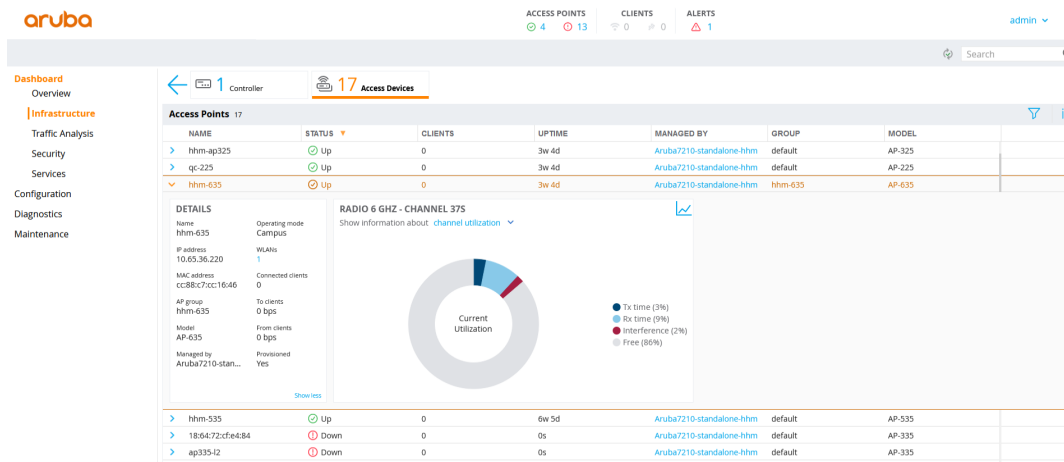 aruba
ACCESS POINTS
4 13
CLIENTS
0 0
ALERTS
1
admin
Search
Dashboard
Overview
Infrastructure
Traffic Analysis
Security
Services
Configuration
Diagnostics
Maintenance
1 Controller
17 Access Devices
Access Points 17
NAME STATUS CLIENTS UPTIME MANAGED BY GROUP MODEL
hhm-ap325 Up 0 3w 4d Aruba7210-standalone-hhm default AP-325
qc-225 Up 0 3w 4d Aruba7210-standalone-hhm default AP-225
hhm-635 Up 0 3w 4d Aruba7210-standalone-hhm hhm-635 AP-635
DETAILS
Name Operating mode
hhm-635 Campus
IP address WLANs
10.65.36.220 1
MAC address Connected clients
cc:88:c7:cc:16:46 0
AP group To clients
hhm-635 0 bps
Model From clients
AP-635 0 bps
Managed by Provisioned
Aruba7210-stan... Yes
Show less
RADIO 6 GHZ - CHANNEL 37S
Show information about channel utilization
Current
Utilization
Tx time (3%)
Rx time (9%)
Interference (2%)
Free (86%)
hhm-535 Up 0 6w 5d Aruba7210-standalone-hhm default AP-535
18:64:72:cf:e4:84 Down 0 0s Aruba7210-standalone-hhm default AP-335
ap335-l2 Down 0 0s Aruba7210-standalone-hhm default AP-335